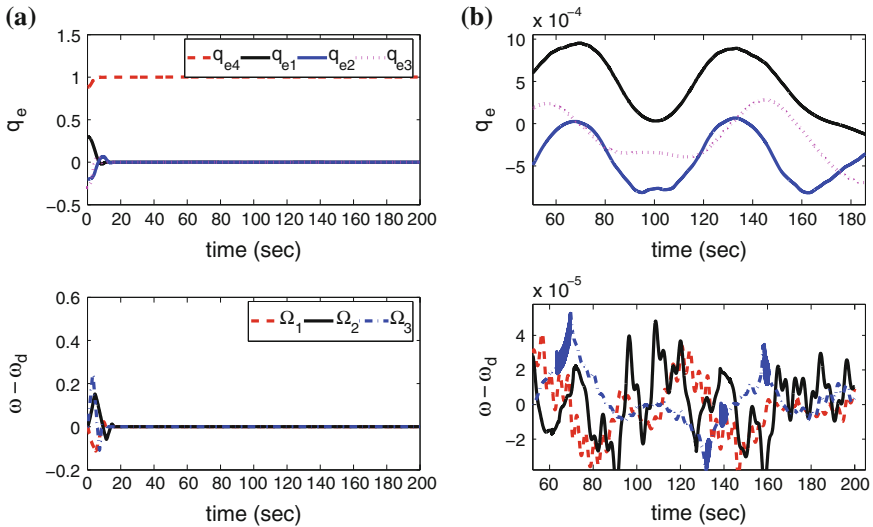 (a)
1.5
1
0.5
0
−0.5
q_e
q_e4 q_e1 q_e2 q_e3
0 20 40 60 80 100 120 140 160 180 200
time (sec)
(b)
x 10^-4
10
5
0
−5
q_e
60 80 100 120 140 160 180
time (sec)
0.6
0.4
0.2
0
−0.2
ω − ω_d
Ω_1 Ω_2 Ω_3
0 20 40 60 80 100 120 140 160 180 200
time (sec)
x 10^-5
4
2
0
−2
ω − ω_d
60 80 100 120 140 160 180 200
time (sec)